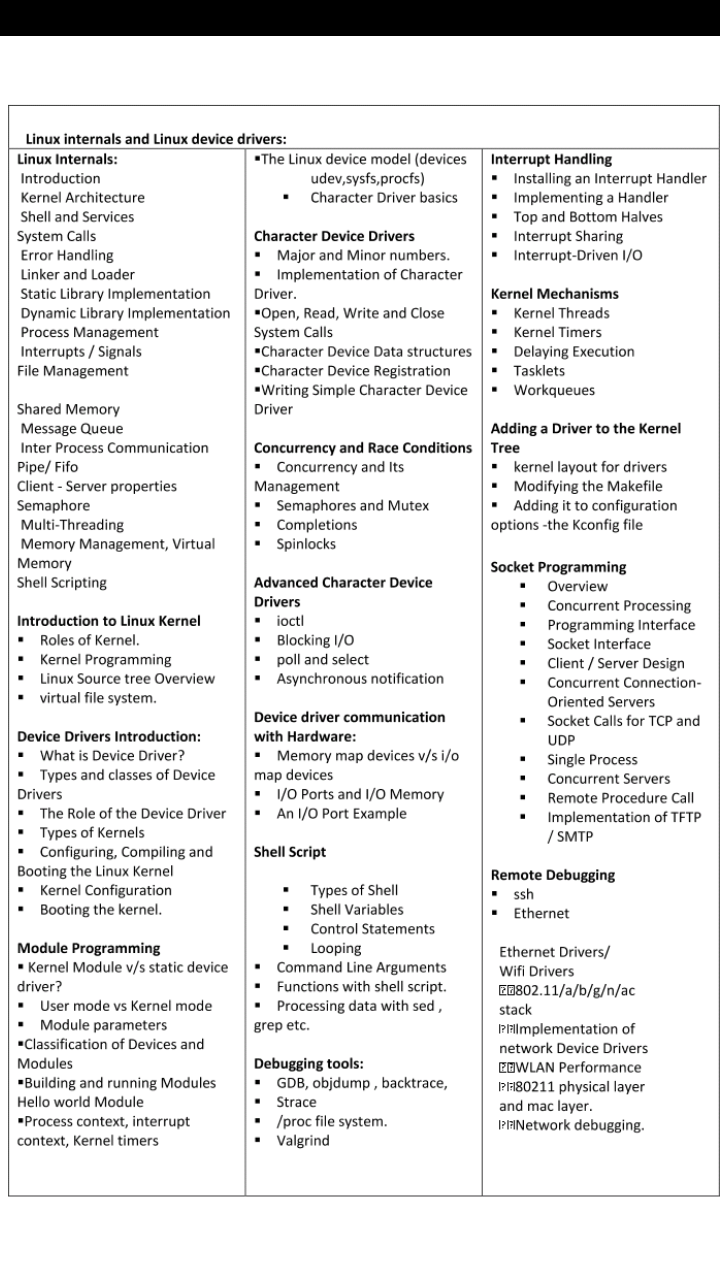 Linux internals and Linux device drivers:
Linux Internals:
Introduction
Kernel Architecture
Shell and Services
System Calls
Error Handling
Linker and Loader
Static Library Implementation
Dynamic Library Implementation
Process Management
Interrupts / Signals
File Management
Shared Memory
Message Queue
Inter Process Communication
Pipe/ Fifo
Client - Server properties
Semaphore
Multi-Threading
Memory Management, Virtual
Memory
Shell Scripting
Introduction to Linux Kernel
▪ Roles of Kernel.
▪ Kernel Programming
▪ Linux Source tree Overview
▪ virtual file system.
Device Drivers Introduction:
▪ What is Device Driver?
▪ Types and classes of Device
Drivers
▪ The Role of the Device Driver
▪ Types of Kernels
▪ Configuring, Compiling and
Booting the Linux Kernel
▪ Kernel Configuration
▪ Booting the kernel.
Module Programming
▪ Kernel Module v/s static device
driver?
▪ User mode vs Kernel mode
▪ Module parameters
▪Classification of Devices and
Modules
▪Building and running Modules
Hello world Module
▪Process context, interrupt
context, Kernel timers
▪The Linux device model (devices
udev,sysfs,procfs)
▪ Character Driver basics
Character Device Drivers
▪ Major and Minor numbers.
▪ Implementation of Character
Driver.
▪Open, Read, Write and Close
System Calls
▪Character Device Data structures
▪Character Device Registration
▪Writing Simple Character Device
Driver
Concurrency and Race Conditions
▪ Concurrency and Its
Management
▪ Semaphores and Mutex
▪ Completions
▪ Spinlocks
Advanced Character Device
Drivers
▪ ioctl
▪ Blocking I/O
▪ poll and select
▪ Asynchronous notification
Device driver communication
with Hardware:
▪ Memory map devices v/s i/o
map devices
▪ I/O Ports and I/O Memory
▪ An I/O Port Example
Shell Script
▪ Types of Shell
▪ Shell Variables
▪ Control Statements
▪ Looping
▪ Command Line Arguments
▪ Functions with shell script.
▪ Processing data with sed ,
grep etc.
Debugging tools:
▪ GDB, objdump , backtrace,
▪ Strace
▪ /proc file system.
▪ Valgrind
Interrupt Handling
▪ Installing an Interrupt Handler
▪ Implementing a Handler
▪ Top and Bottom Halves
▪ Interrupt Sharing
▪ Interrupt-Driven I/O
Kernel Mechanisms
▪ Kernel Threads
▪ Kernel Timers
▪ Delaying Execution
▪ Tasklets
▪ Workqueues
Adding a Driver to the Kernel
Tree
▪ kernel layout for drivers
▪ Modifying the Makefile
▪ Adding it to configuration
options -the Kconfig file
Socket Programming
▪ Overview
▪ Concurrent Processing
▪ Programming Interface
▪ Socket Interface
▪ Client / Server Design
▪ Concurrent Connection-
Oriented Servers
▪ Socket Calls for TCP and
UDP
▪ Single Process
▪ Concurrent Servers
▪ Remote Procedure Call
▪ Implementation of TFTP
/ SMTP
Remote Debugging
▪ ssh
▪ Ethernet
Ethernet Drivers/
Wifi Drivers
802.11/a/b/g/n/ac
stack
Implementation of
network Device Drivers
WLAN Performance
80211 physical layer
and mac layer.
Network debugging.